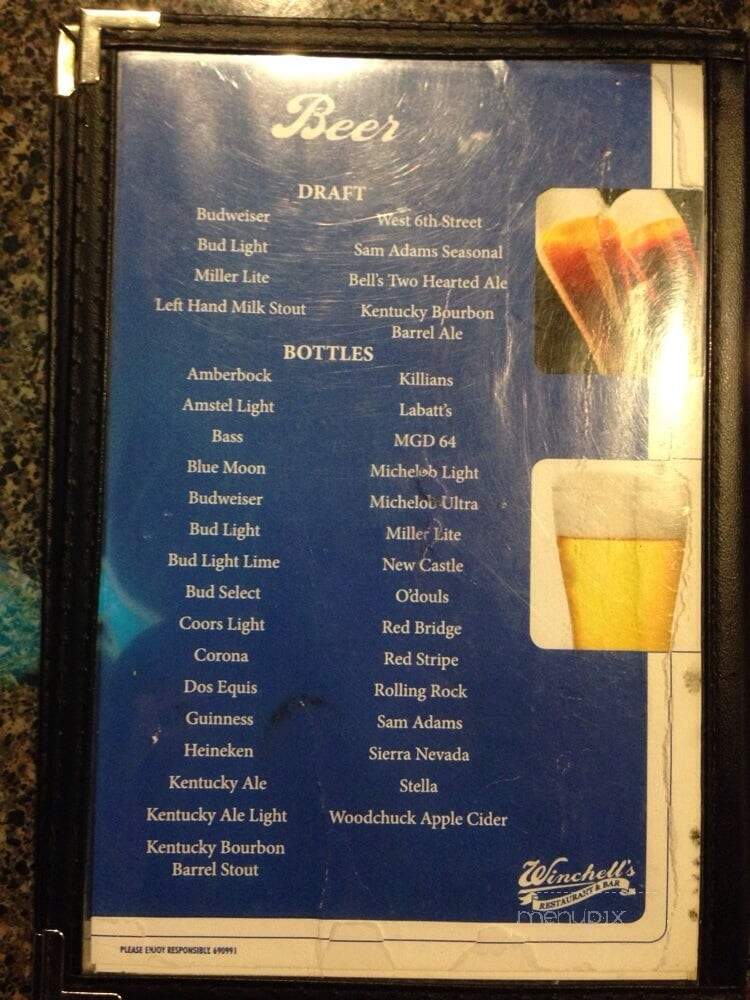 Beer
DRAFT
Budweiser
Bud Light
Miller Lite
Left Hand Milk Stout
West 6th Street
Sam Adams Seasonal
Bell's Two Hearted Ale
Kentucky Bourbon
Barrel Ale
BOTTLES
Amberbock
Amstel Light
Bass
Blue Moon
Budweiser
Bud Light
Bud Light Lime
Bud Select
Coors Light
Corona
Dos Equis
Guinness
Heineken
Kentucky Ale
Kentucky Ale Light
Kentucky Bourbon
Barrel Stout
Killians
Labatt's
MGD 64
Michelob Light
Michelob Ultra
Miller Lite
New Castle
O'douls
Red Bridge
Red Stripe
Rolling Rock
Sam Adams
Sierra Nevada
Stella
Woodchuck Apple Cider
Winchell's
RESTAURANT & BAR
menupix
PLEASE ENJOY RESPONSIBLY. 690991